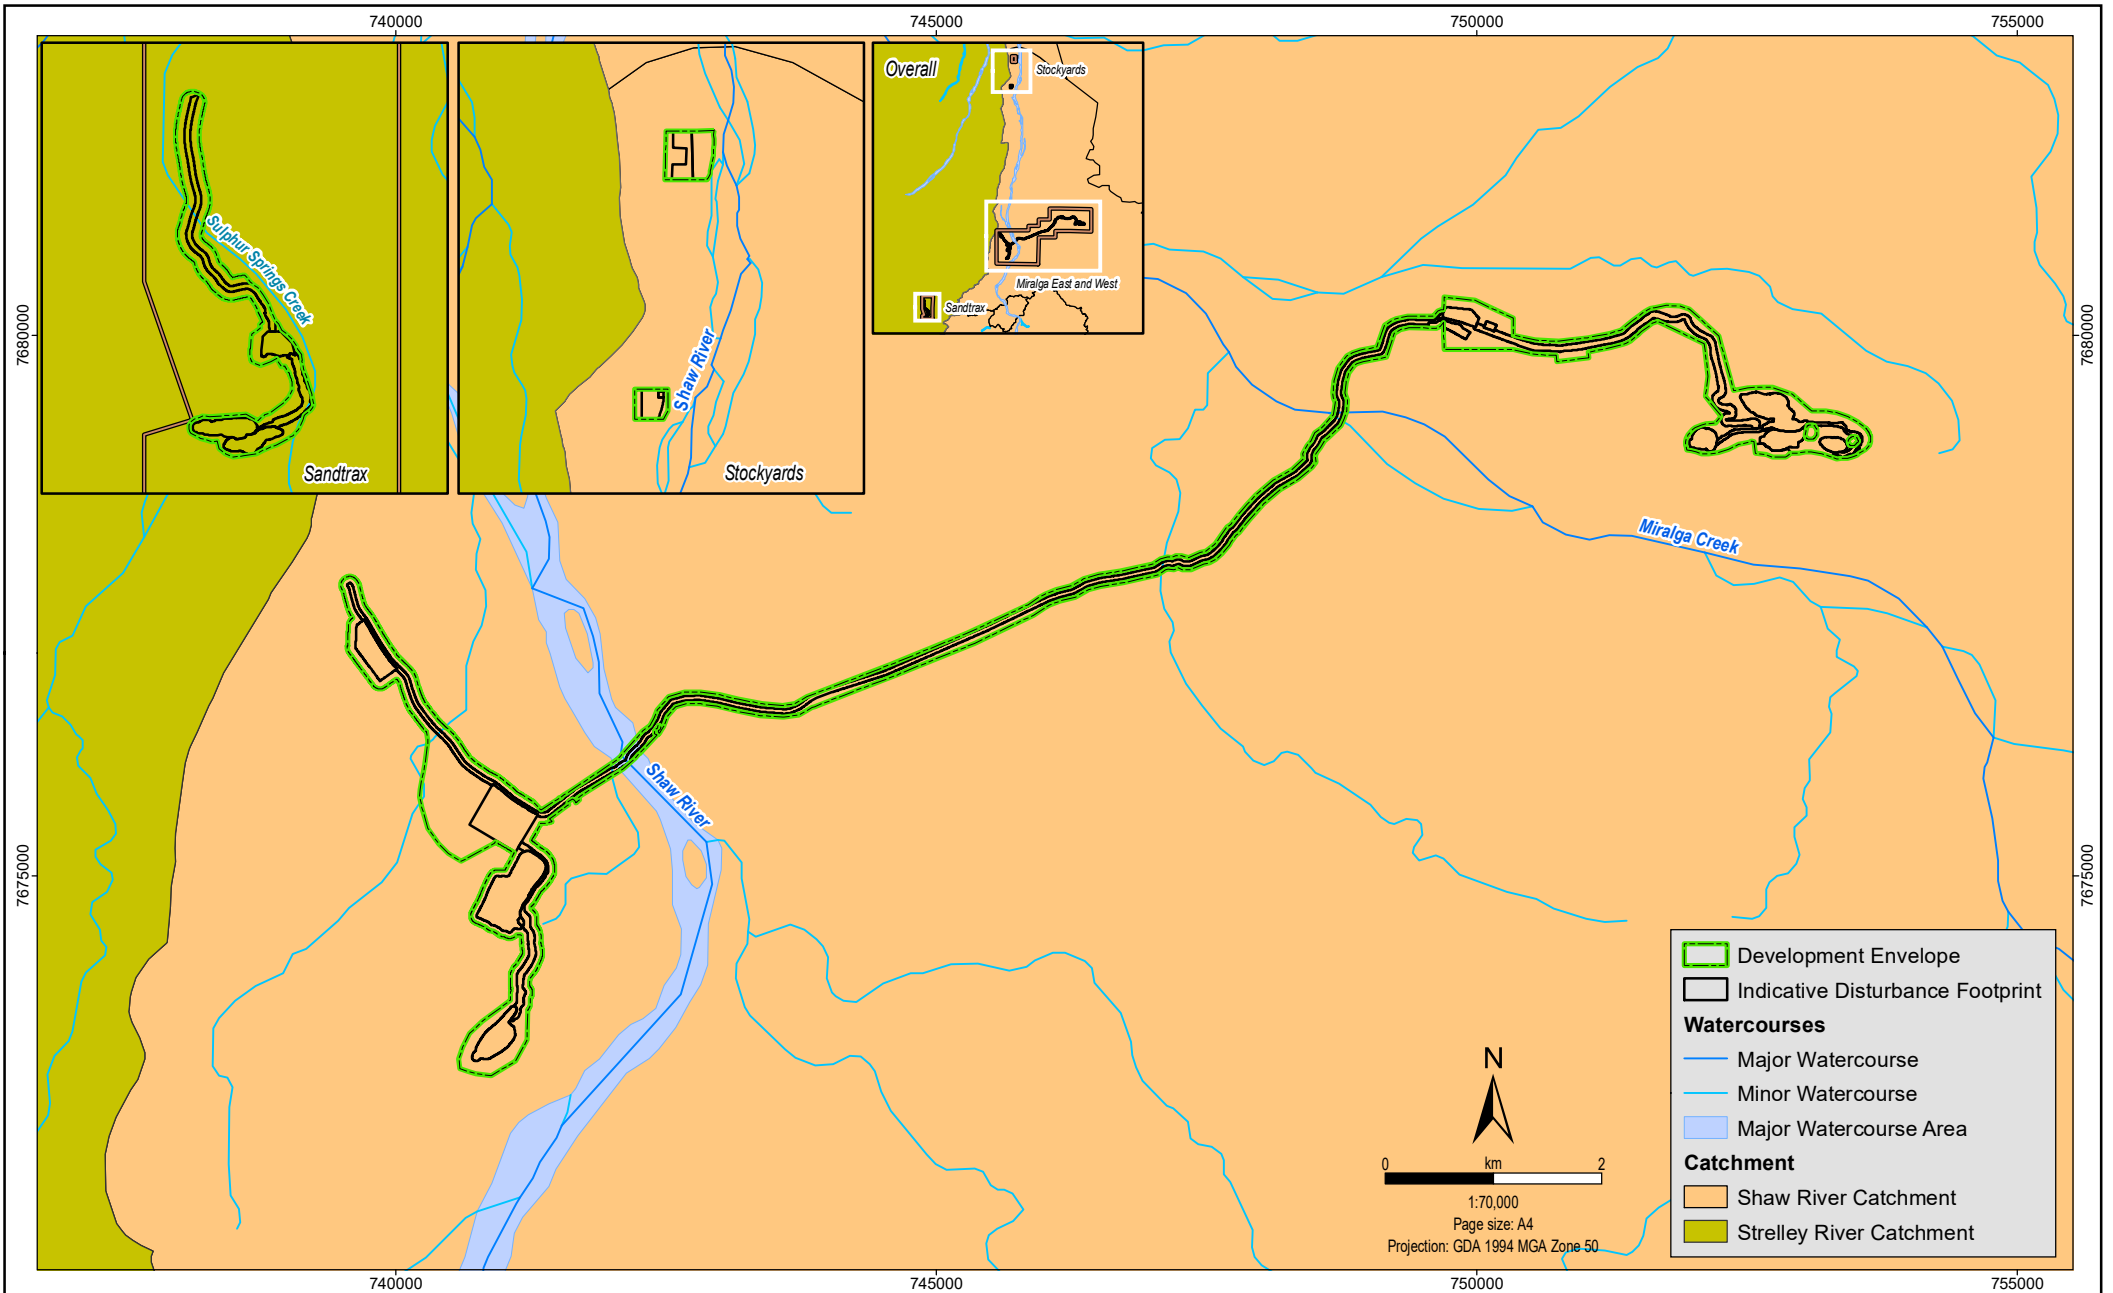 740000
745000
750000
755000
Sulphur Springs Creek
Sandtrax
Shaw River
Stockyards
Overall
Stockyards
Miralga East and West
Sandtrax
7680000
7680000
Miralga Creek
Shaw River
7675000
7675000
N
0 km 2
1:70,000
Page size: A4
Projection: GDA 1994 MGA Zone 50
Development Envelope
Indicative Disturbance Footprint
Watercourses
Major Watercourse
Minor Watercourse
Major Watercourse Area
Catchment
Shaw River Catchment
Strelley River Catchment
740000
745000
750000
755000